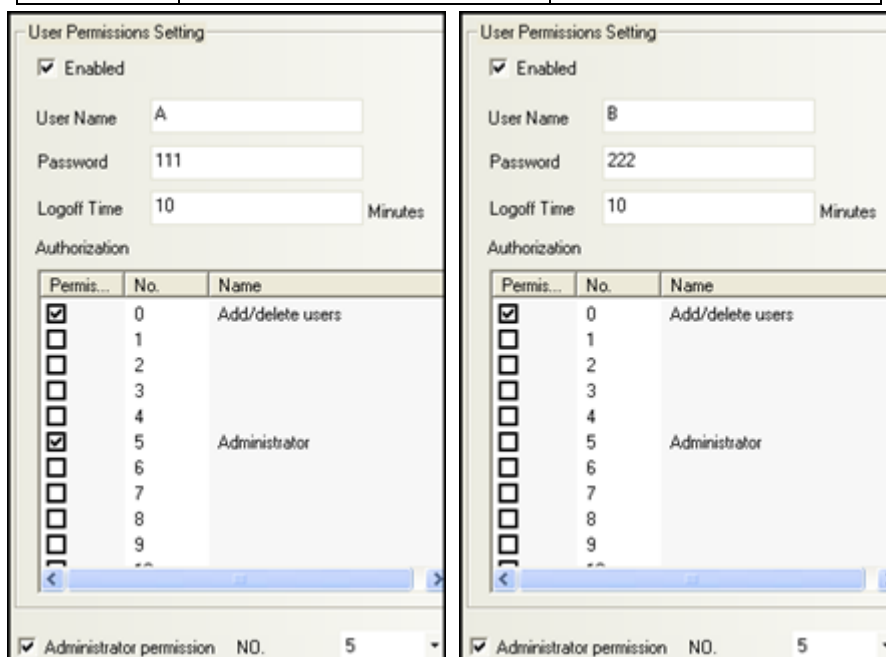 User Permissions Setting
Enabled
User Name A
Password 111
Logoff Time 10 Minutes
Authorization
Permis... No. Name
0 Add/delete users
1
2
3
4
5 Administrator
6
7
8
9
Administrator permission NO. 5
User Permissions Setting
Enabled
User Name B
Password 222
Logoff Time 10 Minutes
Authorization
Permis... No. Name
0 Add/delete users
1
2
3
4
5 Administrator
6
7
8
9
Administrator permission NO. 5